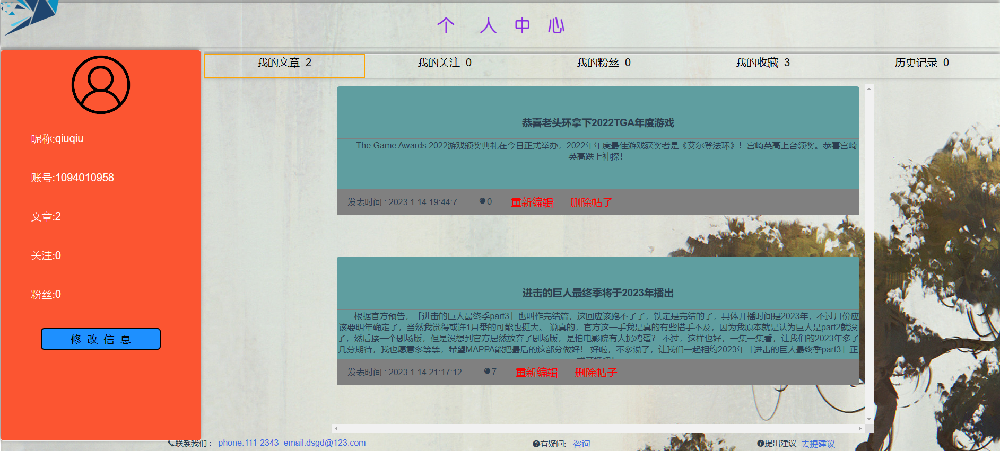 个 人 中 心
我的文章 2
我的关注 0
我的粉丝 0
我的收藏 3
历史记录 0
昵称:qiuqiu
账号:1094010958
文章:2
关注:0
粉丝:0
修 改 信 息
恭喜老头环拿下2022TGA年度游戏
The Game Awards 2022游戏颁奖典礼在今日正式举办，2022年年度最佳游戏获奖者是《艾尔登法环》！宫崎英高上台领奖。恭喜宫崎
英高跌上神探！
发表时间 : 2023.1.14 19:44:7 0 重新编辑 删除帖子
进击的巨人最终季将于2023年播出
根据官方预告，「进击的巨人最终季part3」也叫作完结篇，这回应该跑不了了，铁定是完结的了，具体开播时间是2023年，不过月份应
该要明年确定了，当然我觉得或许1月番的可能也挺大。 说真的，官方这一手我是真的有些措手不及，因为我原本就是认为巨人是part2就没
了，然后接一个剧场版，但是没想到官方居然放弃了剧场版，是怕电影院有人扔鸡蛋？ 不过，这样也好，一集一集看，让我们的2023年多了
几分期待，我也愿意多等等，希望MAPPA能把最后的这部分做好！ 好啦，不多说了，让我们一起相约2023年「进击的巨人最终季part3」正
式开播吧！
发表时间 : 2023.1.14 21:17:12 7 重新编辑 删除帖子
联系我们： phone:111-2343 email:dsgd@123.com
有疑问: 咨询
提出建议 去提建议